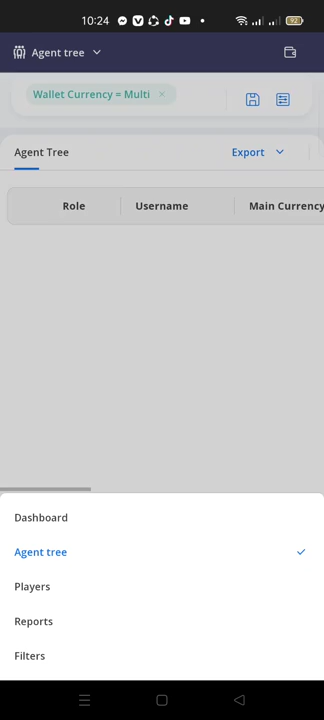 10:24
92
Agent tree
Wallet Currency = Multi ×
Agent Tree
Export
Role
Username
Main Currency
Dashboard
Agent tree
Players
Reports
Filters